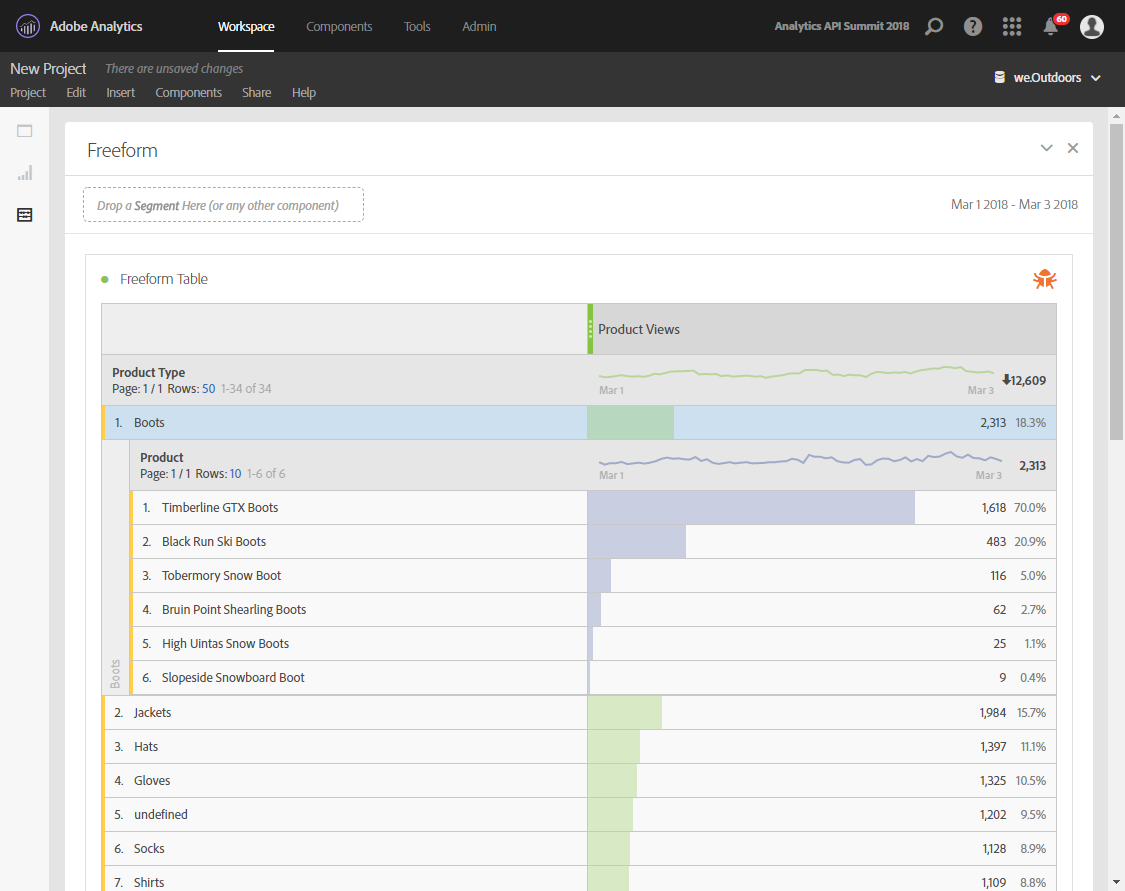 Adobe Analytics Workspace Components Tools Admin Analytics API Summit 2018 ? 60
New Project There are unsaved changes
Project Edit Insert Components Share Help we.Outdoors
Freeform
Drop a Segment Here (or any other component) Mar 1 2018 - Mar 3 2018
Freeform Table
Product Views
Product Type
Page: 1 / 1 Rows: 50 1-34 of 34 Mar 1 Mar 3 12,609
1. Boots 2,313 18.3%
Product
Page: 1 / 1 Rows: 10 1-6 of 6 Mar 1 Mar 3 2,313
1. Timberline GTX Boots 1,618 70.0%
2. Black Run Ski Boots 483 20.9%
3. Tobermory Snow Boot 116 5.0%
4. Bruin Point Shearling Boots 62 2.7%
5. High Uintas Snow Boots 25 1.1%
6. Slopeside Snowboard Boot 9 0.4%
Boots
2. Jackets 1,984 15.7%
3. Hats 1,397 11.1%
4. Gloves 1,325 10.5%
5. undefined 1,202 9.5%
6. Socks 1,128 8.9%
7. Shirts 1,109 8.8%